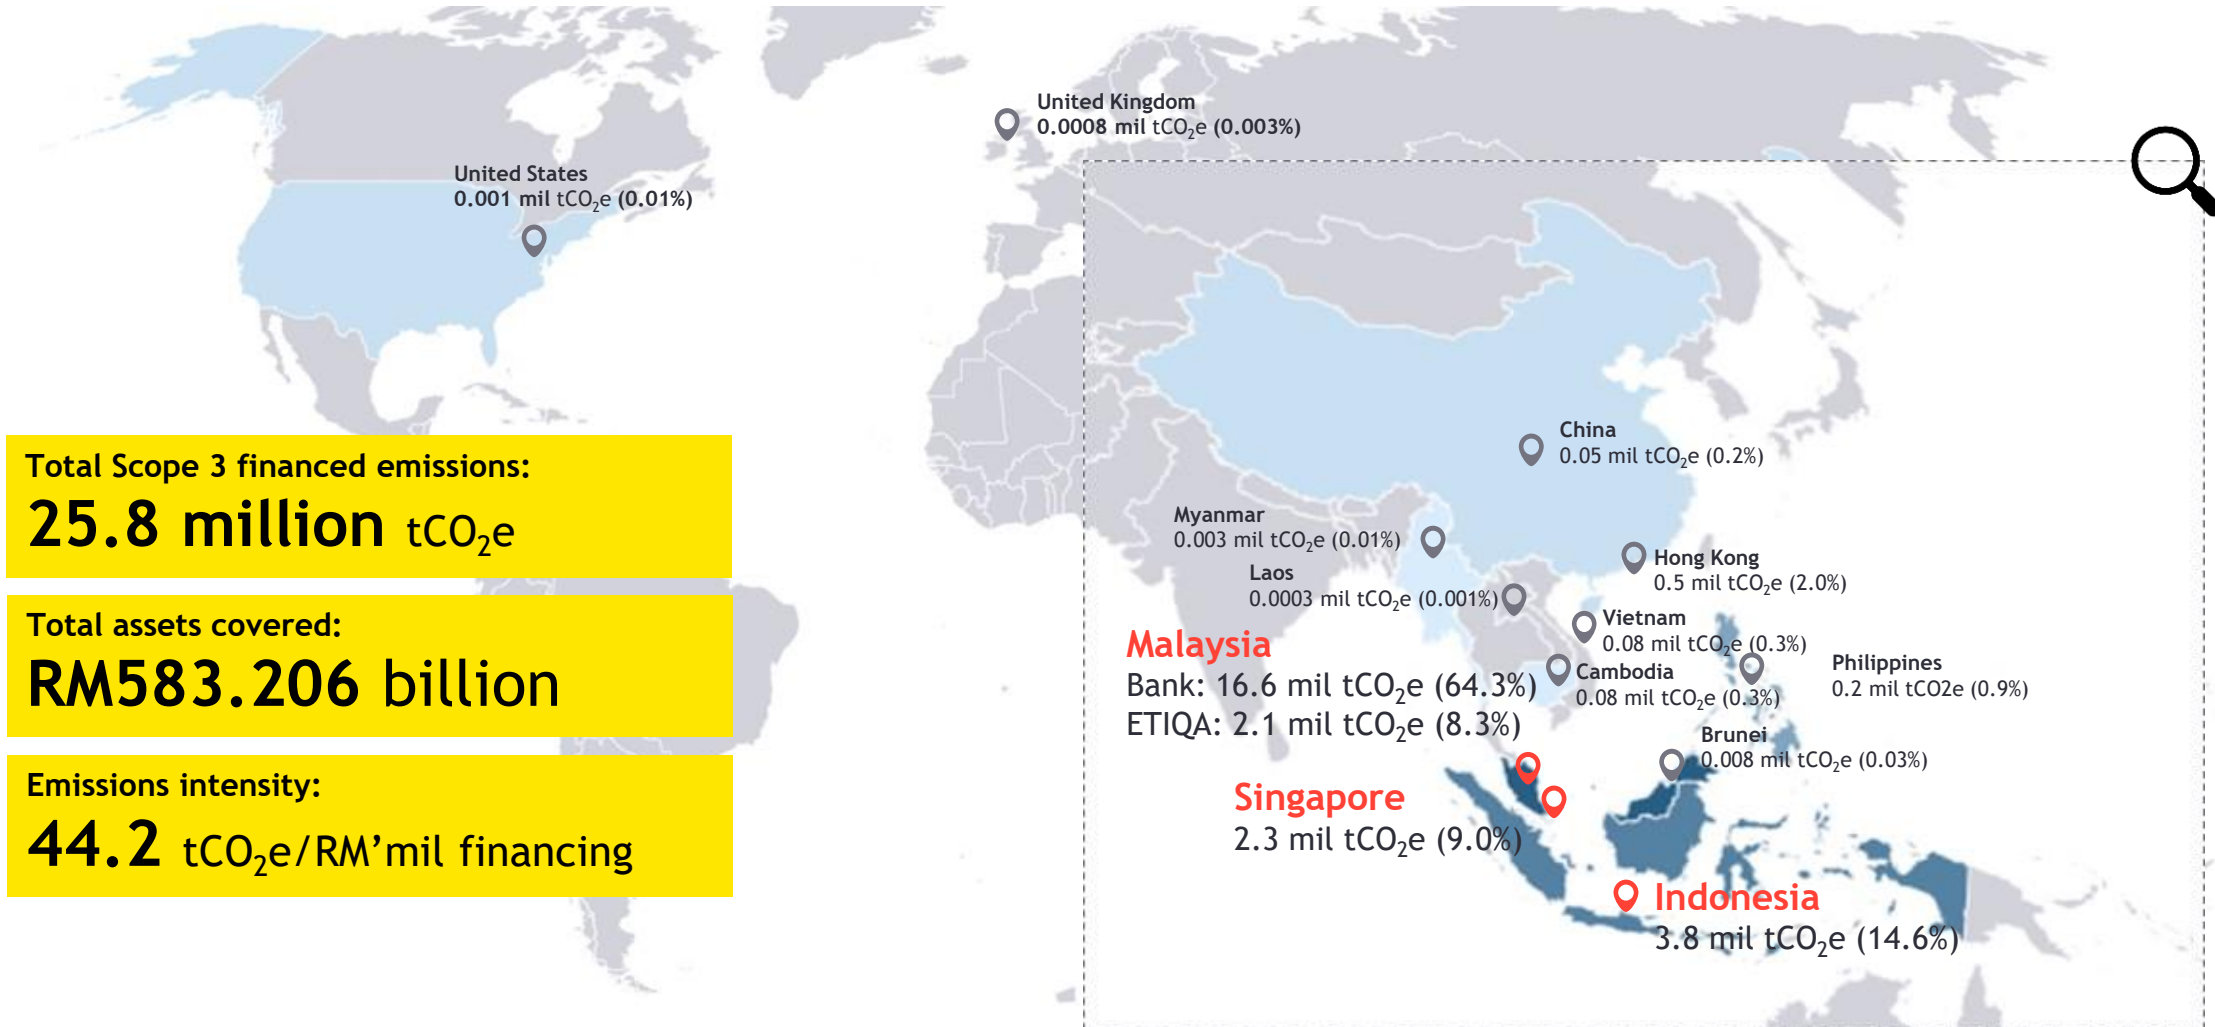 United Kingdom
0.0008 mil tCO₂e (0.003%)
United States
0.001 mil tCO₂e (0.01%)
China
0.05 mil tCO₂e (0.2%)
Total Scope 3 financed emissions:
25.8 million tCO₂e
Myanmar
0.003 mil tCO₂e (0.01%)
Hong Kong
0.5 mil tCO₂e (2.0%)
Laos
0.0003 mil tCO₂e (0.001%)
Vietnam
0.08 mil tCO₂e (0.3%)
Total assets covered:
RM583.206 billion
Malaysia
Bank: 16.6 mil tCO₂e (64.3%)
ETIQA: 2.1 mil tCO₂e (8.3%)
Cambodia
0.08 mil tCO₂e (0.3%)
Philippines
0.2 mil tCO2e (0.9%)
Brunei
0.008 mil tCO₂e (0.03%)
Emissions intensity:
44.2 tCO₂e/RM’mil financing
Singapore
2.3 mil tCO₂e (9.0%)
Indonesia
3.8 mil tCO₂e (14.6%)